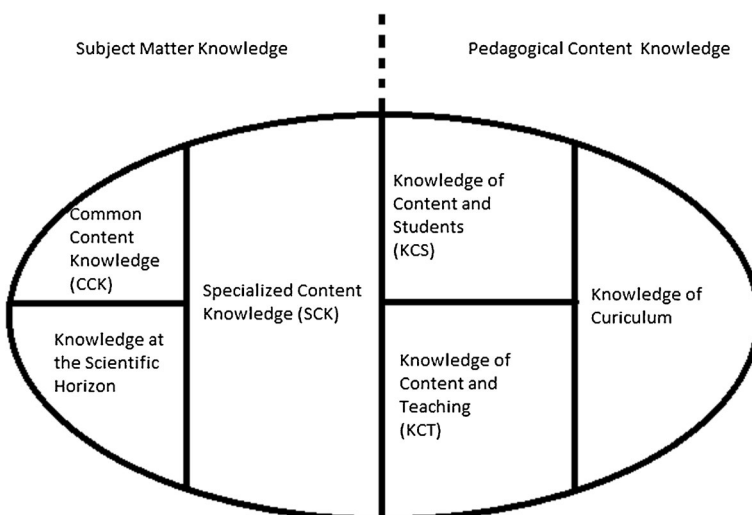 Subject Matter Knowledge
Pedagogical Content Knowledge
Common
Content
Knowledge
(CCK)
Knowledge at
the Scientific
Horizon
Specialized Content
Knowledge (SCK)
Knowledge of
Content and
Students
(KCS)
Knowledge of
Content and
Teaching
(KCT)
Knowledge of
Curiculum